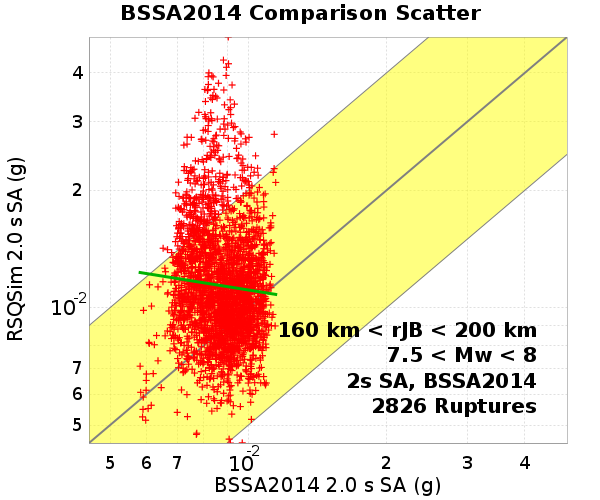 BSSA2014 Comparison Scatter
RSQSim 2.0 s SA (g)
4
3
2
10-2
7
6
5
160 km < rJB < 200 km
7.5 < Mw < 8
2s SA, BSSA2014
2826 Ruptures
5 6 7 10-2 2 3 4
BSSA2014 2.0 s SA (g)